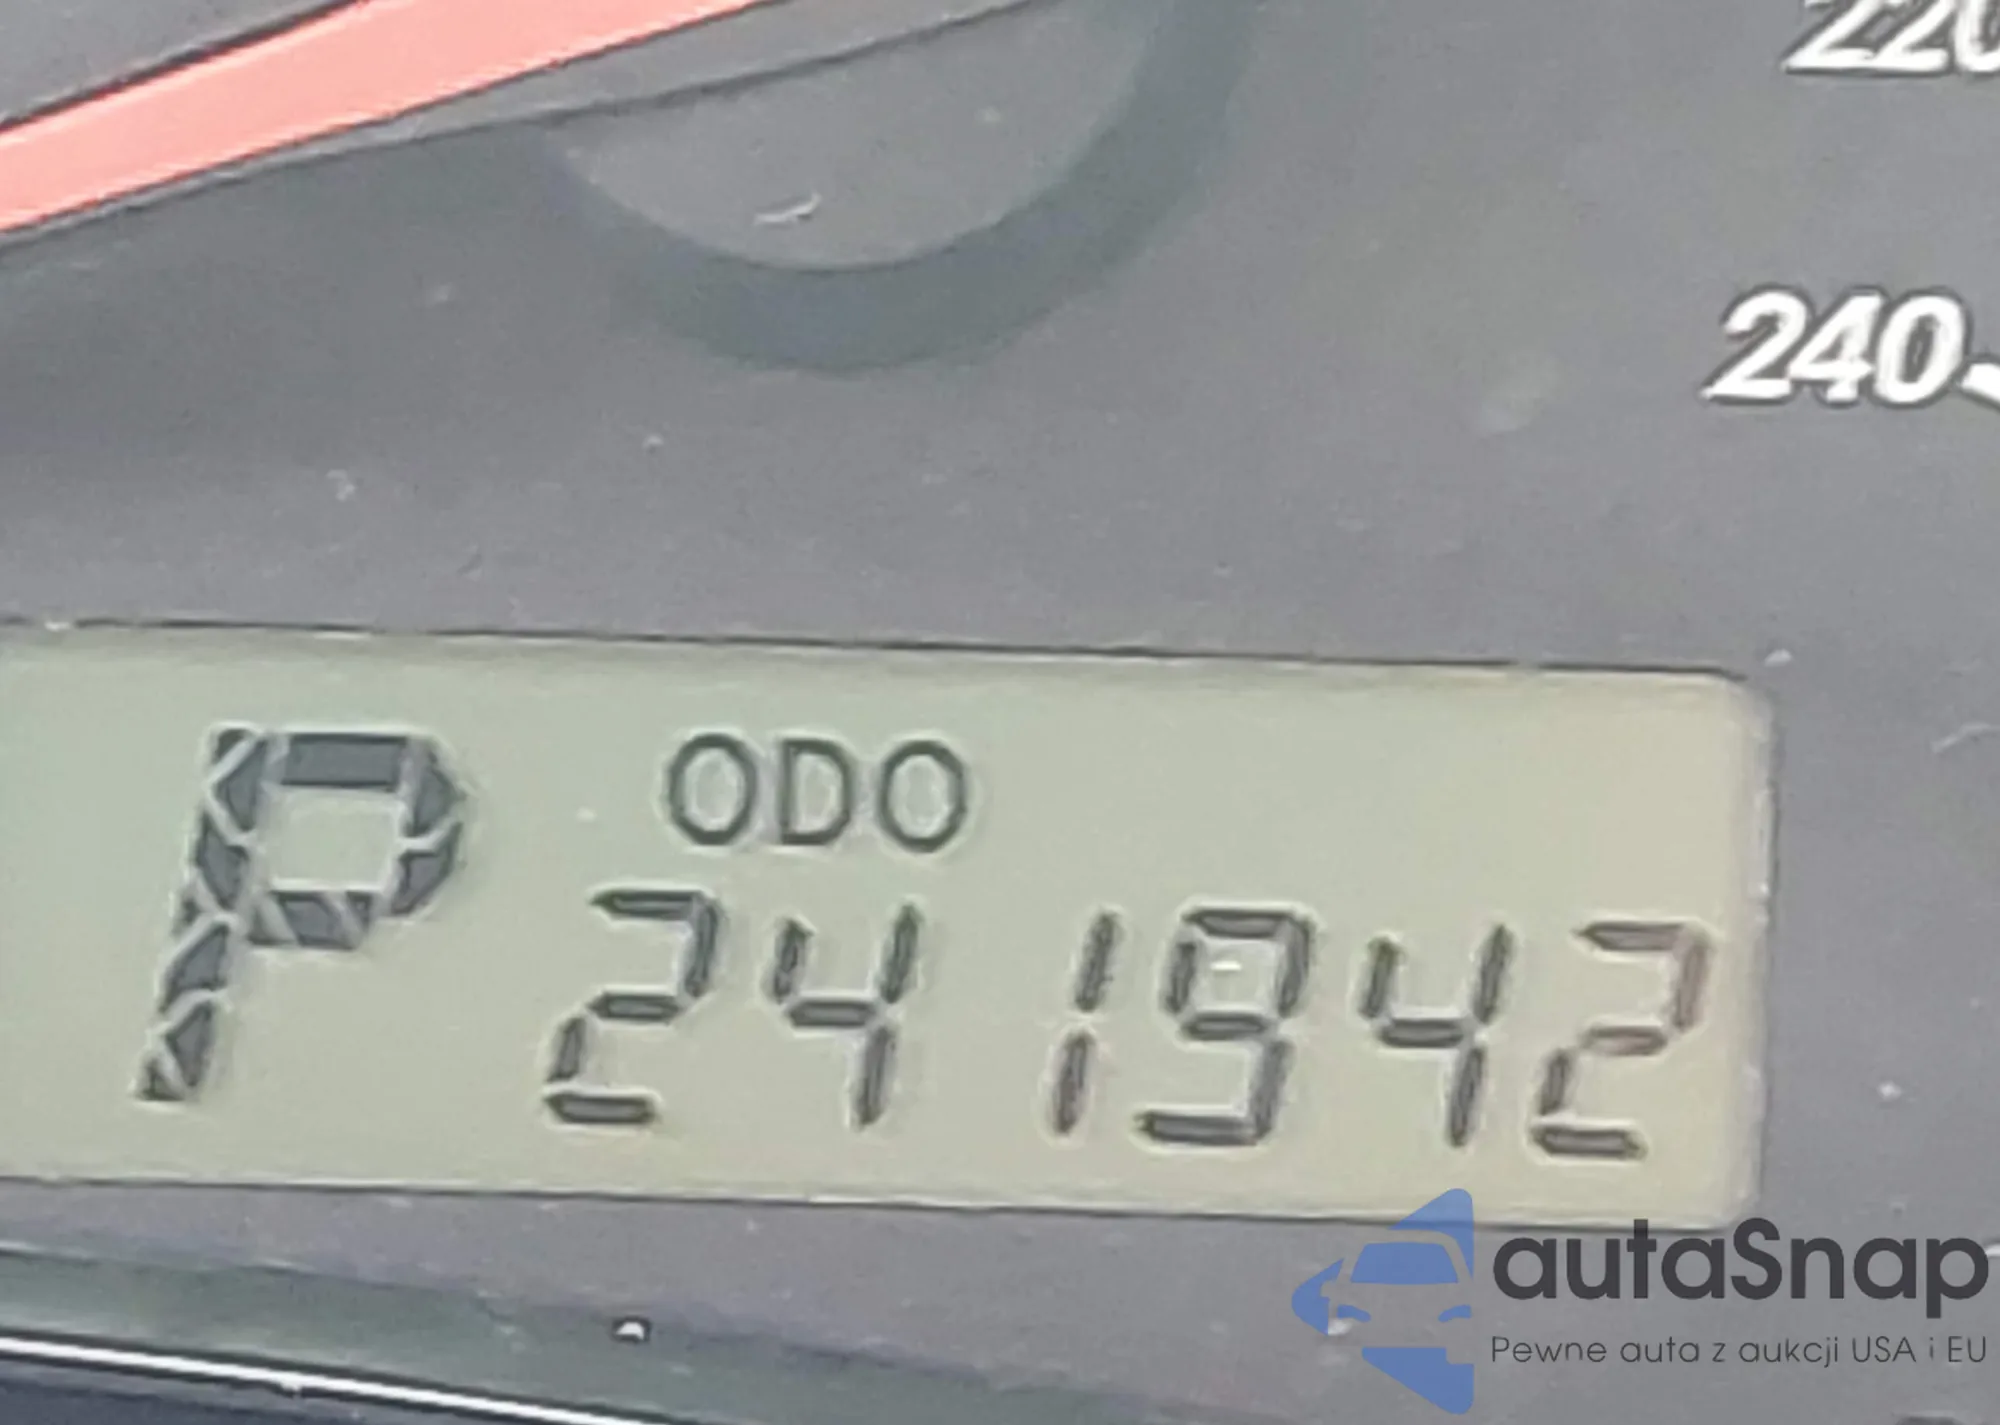 220
240
ODO
P 241942
autaSnap
Pewne auta z aukcji USA i EU